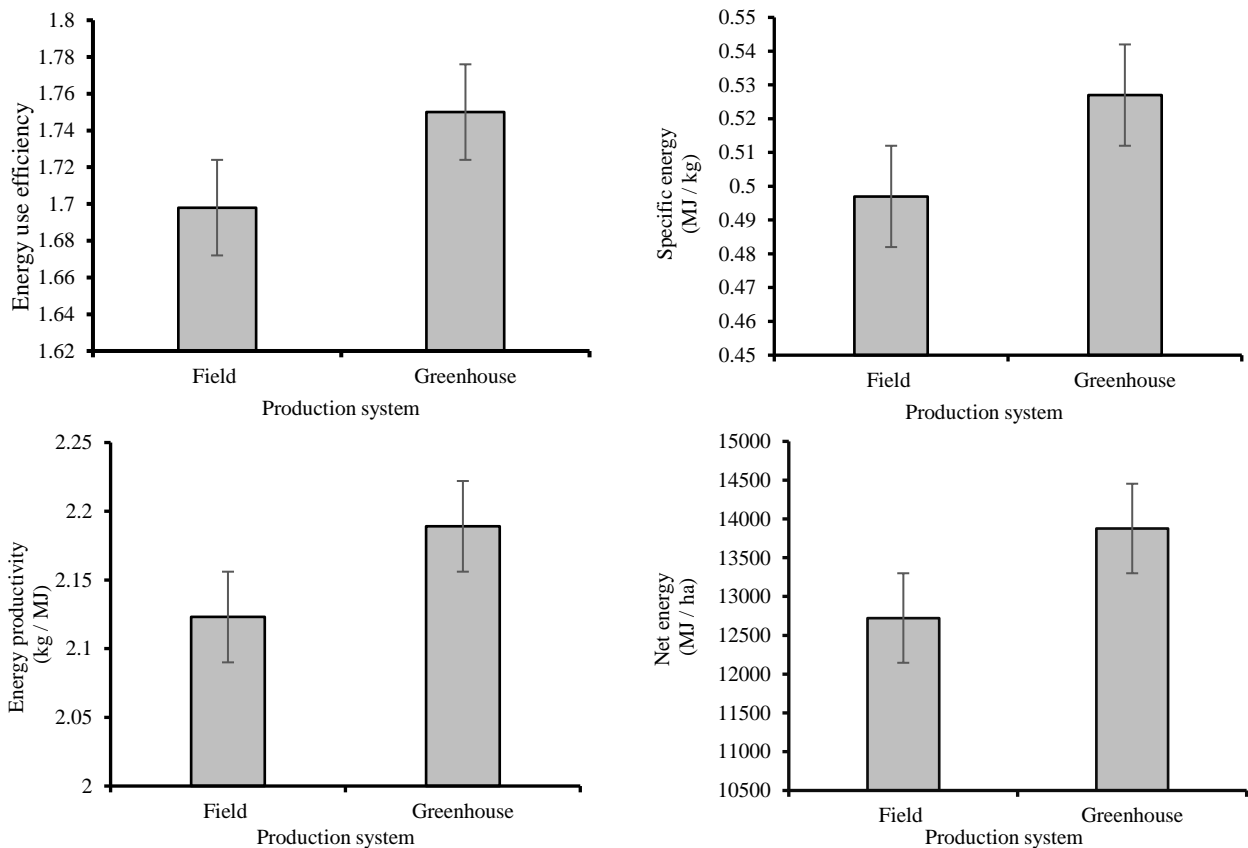 1.8
1.78
1.76
1.74
1.72
1.7
1.68
1.66
1.64
1.62
Energy use efficiency
Field
Greenhouse
Production system
0.55
0.54
0.53
0.52
0.51
0.5
0.49
0.48
0.47
0.46
0.45
Specific energy
(MJ / kg)
Field
Greenhouse
Production system
2.25
2.2
2.15
2.1
2.05
2
Energy productivity
(kg / MJ)
Field
Greenhouse
Production system
15000
14500
14000
13500
13000
12500
12000
11500
11000
10500
Net energy
(MJ / ha)
Field
Greenhouse
Production system